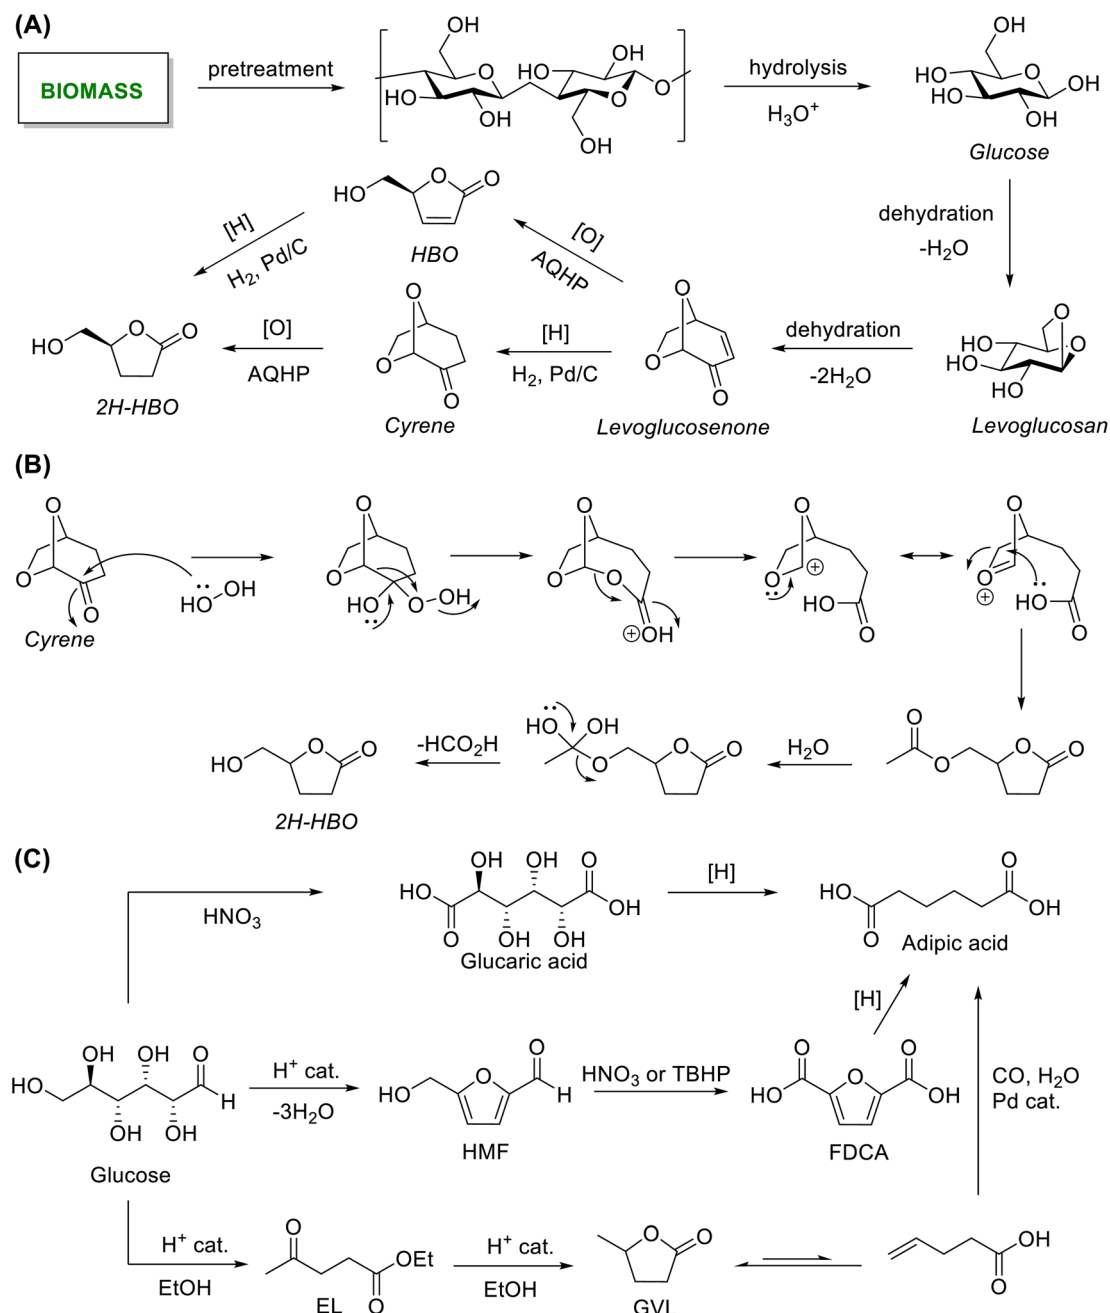 (A)
BIOMASS
pretreatment
OH
O
HO
OH
HO
OH
O
O
OH
hydrolysis
H3O+
OH
HO
HO
O
OH
OH
Glucose
dehydration
-H2O
HO
O
O
HBO
[H]
H2, Pd/C
[O]
AQHP
HO
O
O
2H-HBO
[O]
AQHP
O
O
O
Cyrene
[H]
H2, Pd/C
O
O
O
Levoglucosenone
dehydration
-2H2O
O
HO
HO
HO
O
Levoglucosan
(B)
O
O
O
Cyrene
HO
OH
O
O
HO
O
OH
O
O
O
+
OH
O
O
+
HO
O
O
O
+
HO
O
HO
O
O
2H-HBO
-HCO2H
HO
OH
O
O
O
H2O
O
O
O
O
(C)
HNO3
OH
OH
O
HO
O
OH
OH
OH
Glucaric acid
[H]
O
HO
O
OH
Adipic acid
[H]
OH
OH
O
HO
H
OH
OH
Glucose
H+ cat.
-3H2O
HO
O
O
H
HMF
HNO3 or TBHP
O
O
HO
O
OH
FDCA
CO, H2O
Pd cat.
H+ cat.
EtOH
O
OEt
O
EL
H+ cat.
EtOH
O
O
GVL
OH
O